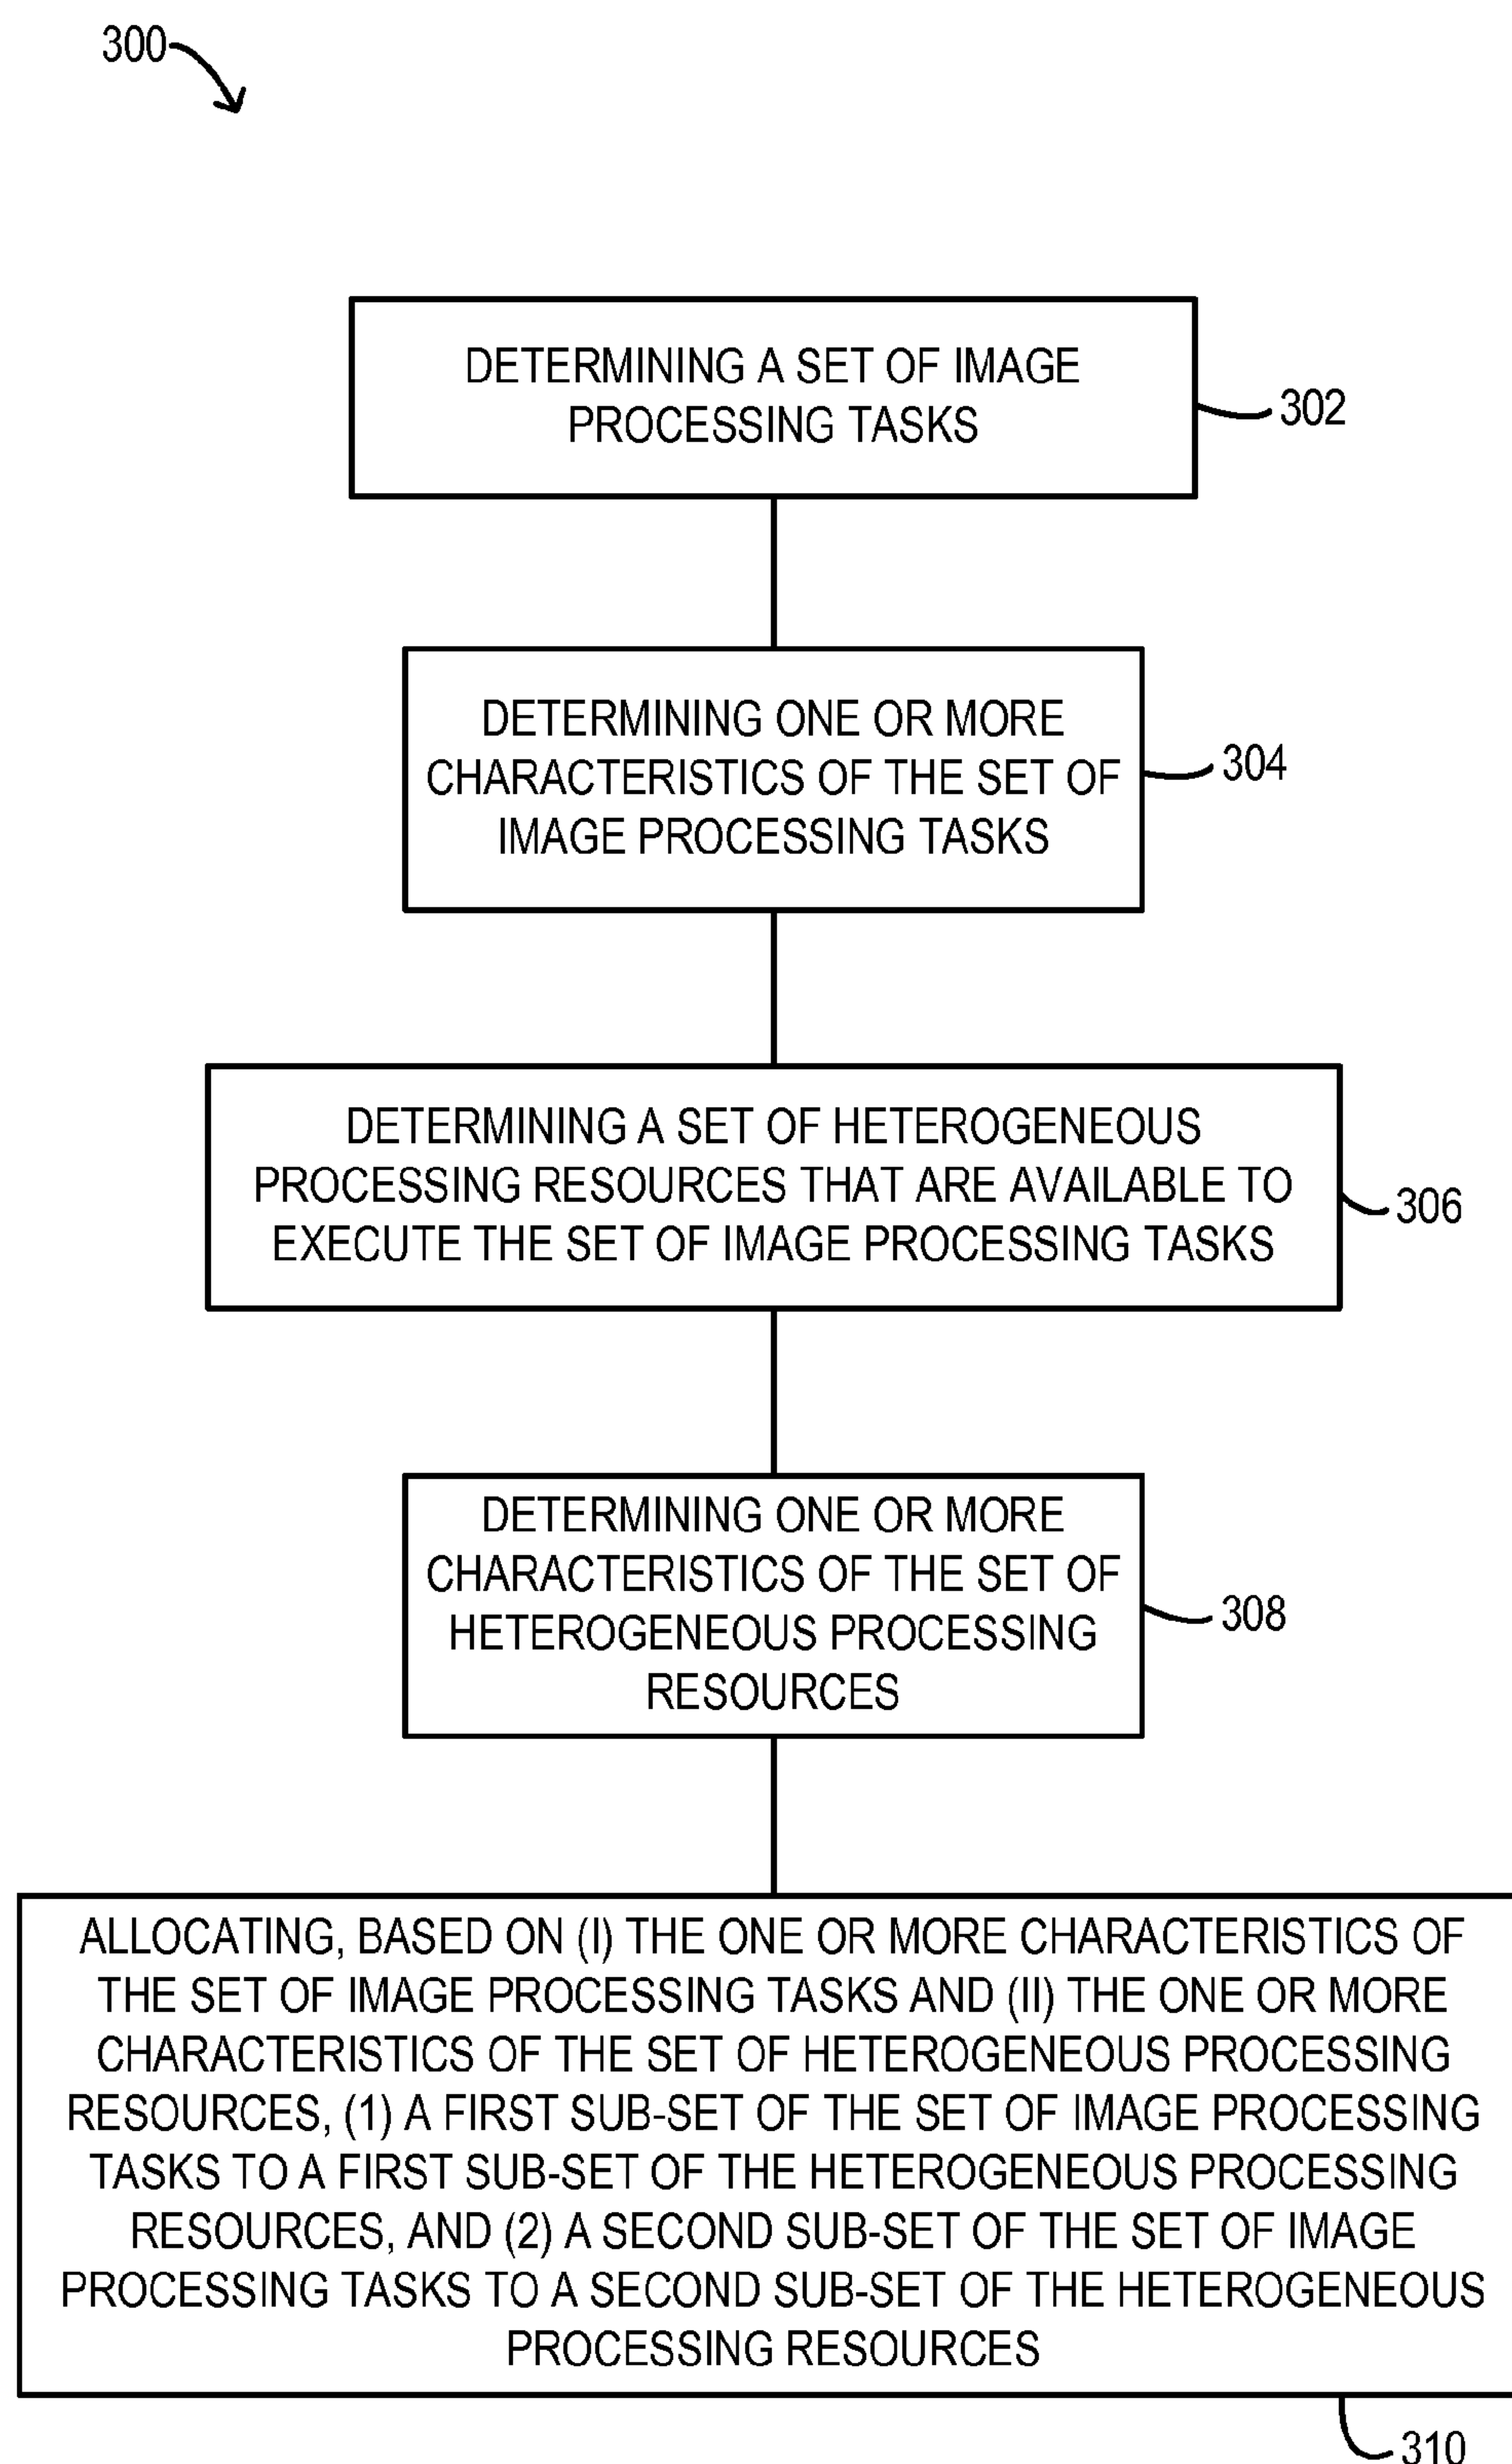 300
DETERMINING A SET OF IMAGE
PROCESSING TASKS
302
DETERMINING ONE OR MORE
CHARACTERISTICS OF THE SET OF
IMAGE PROCESSING TASKS
304
DETERMINING A SET OF HETEROGENEOUS
PROCESSING RESOURCES THAT ARE AVAILABLE TO
EXECUTE THE SET OF IMAGE PROCESSING TASKS
306
DETERMINING ONE OR MORE
CHARACTERISTICS OF THE SET OF
HETEROGENEOUS PROCESSING
RESOURCES
308
ALLOCATING, BASED ON (I) THE ONE OR MORE CHARACTERISTICS OF
THE SET OF IMAGE PROCESSING TASKS AND (II) THE ONE OR MORE
CHARACTERISTICS OF THE SET OF HETEROGENEOUS PROCESSING
RESOURCES, (1) A FIRST SUB-SET OF THE SET OF IMAGE PROCESSING
TASKS TO A FIRST SUB-SET OF THE HETEROGENEOUS PROCESSING
RESOURCES, AND (2) A SECOND SUB-SET OF THE SET OF IMAGE
PROCESSING TASKS TO A SECOND SUB-SET OF THE HETEROGENEOUS
PROCESSING RESOURCES
310